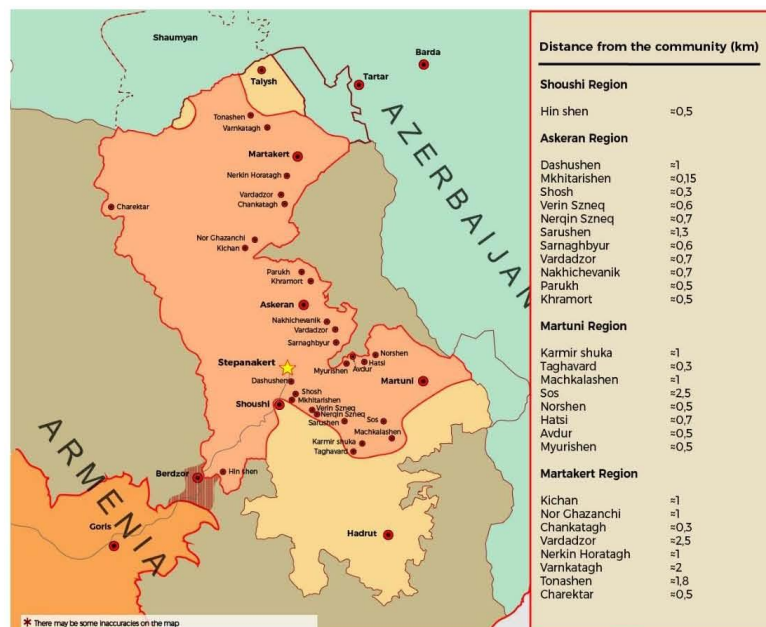 Shaumyan
Talysh
Tartar
Barda
AZERBAIJAN
Tonashen
Varnkatagh
Martakert
Nerkin Horatagh
Vardadzor
Chankatagh
Charektar
Nor Ghazanchi
Kichan
Parukh
Khramort
Askeran
Nakhichevanik
Vardadzor
Sarnaghbyur
Stepanakert
Norshen
Hatsi
Avdur
Myurishen
Martuni
Dashushen
Shosh
Mkhitarishen
Shoushi
Verin Szneq
Nerqin Szneq
Sarushen
Sos
Machkalashen
Karmir shuka
Taghavard
ARMENIA
Berdzor
Hin shen
Goris
Hadrut
✶ There may be some inaccuracies on the map
Distance from the community (km)
Shoushi Region
Hin shen ≈0,5
Askeran Region
Dashushen ≈1
Mkhitarishen ≈0,15
Shosh ≈0,3
Verin Szneq ≈0,6
Nerqin Szneq ≈0,7
Sarushen ≈1,3
Sarnaghbyur ≈0,6
Vardadzor ≈0,7
Nakhichevanik ≈0,7
Parukh ≈0,5
Khramort ≈0,5
Martuni Region
Karmir shuka ≈1
Taghavard ≈0,3
Machkalashen ≈1
Sos ≈2,5
Norshen ≈0,5
Hatsi ≈0,7
Avdur ≈0,5
Myurishen ≈0,5
Martakert Region
Kichan ≈1
Nor Ghazanchi ≈1
Chankatagh ≈0,3
Vardadzor ≈2,5
Nerkin Horatagh ≈1
Varnkatagh ≈2
Tonashen ≈1,8
Charektar ≈0,5